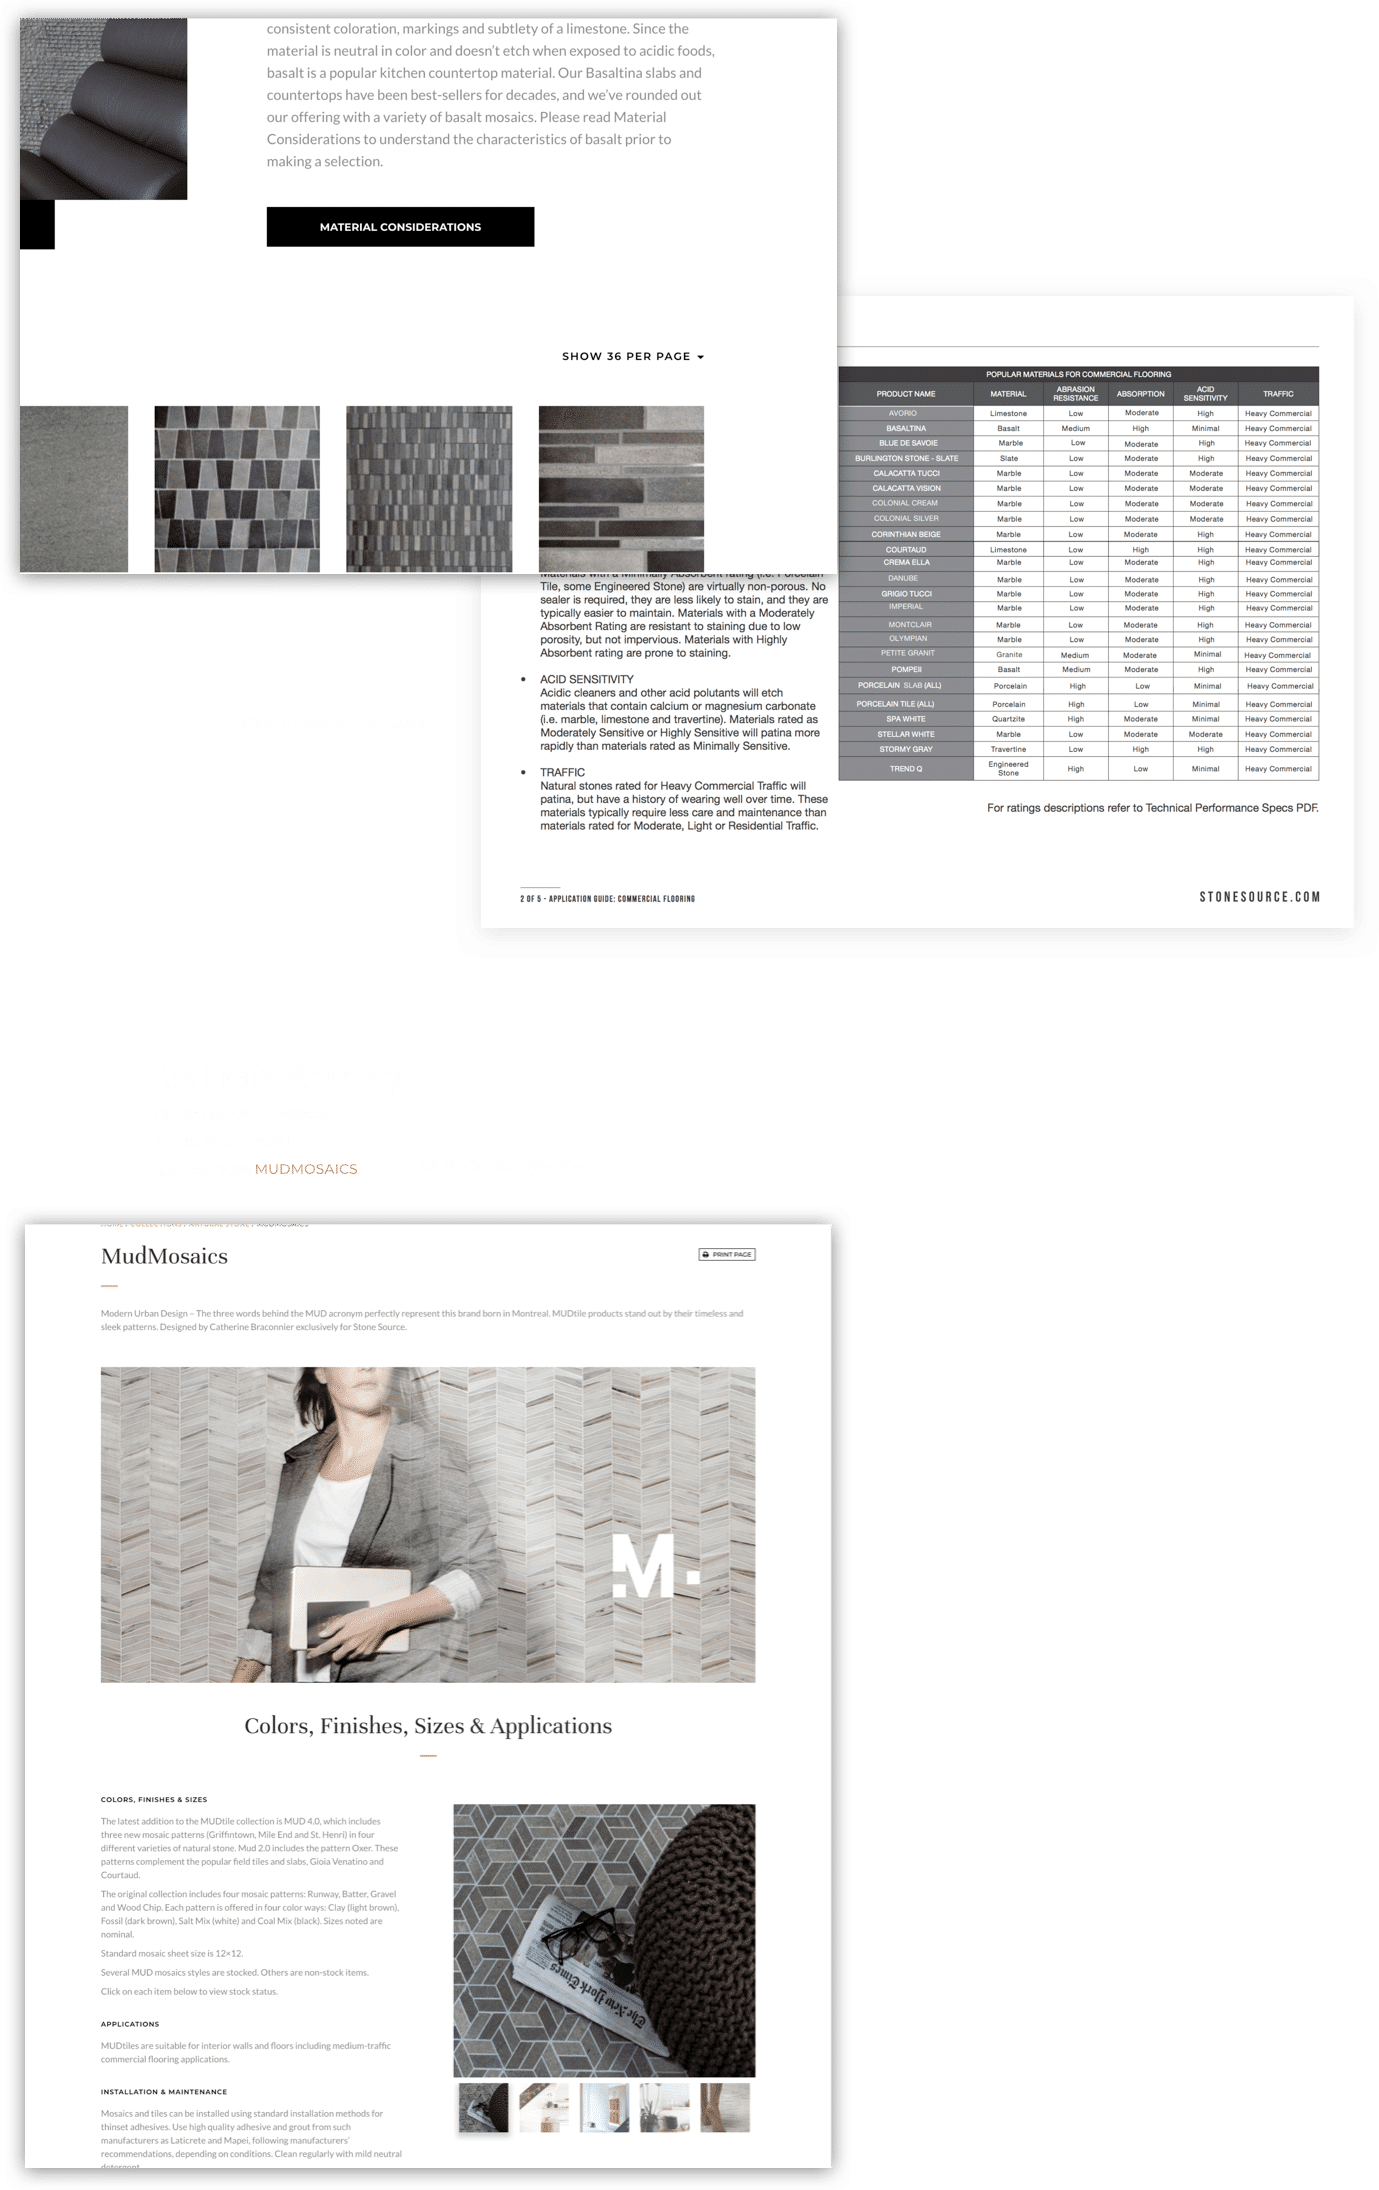 consistent coloration, markings and subtlety of a limestone. Since the
material is neutral in color and doesn't etch when exposed to acidic foods,
basalt is a popular kitchen countertop material. Our Basaltina slabs and
countertops have been best-sellers for decades, and we've rounded out
our offering with a variety of basalt mosaics. Please read Material
Considerations to understand the characteristics of basalt prior to
making a selection.
MATERIAL CONSIDERATIONS
SHOW 36 PER PAGE
POPULAR MATERIALS FOR COMMERCIAL FLOORING
PRODUCT NAME MATERIAL ABRASION RESISTANCE ABSORPTION ACID SENSITIVITY TRAFFIC
AVORIO Limestone Low Moderate High Heavy Commercial
BASALTINA Basalt Medium High Minimal Heavy Commercial
BLUE DE SAVOIE Marble Low Moderate High Heavy Commercial
BURLINGTON STONE - SLATE Slate Low Moderate High Heavy Commercial
CALACATTA TUCCI Marble Low Moderate Moderate Heavy Commercial
CALACATTA VISION Marble Low Moderate Moderate Heavy Commercial
COLONIAL CREAM Marble Low Moderate Moderate Heavy Commercial
COLONIAL SILVER Marble Low Moderate Moderate Heavy Commercial
CORINTHIAN BEIGE Marble Low Moderate High Heavy Commercial
COURTAUD Limestone Low High High Heavy Commercial
CREMA ELLA Marble Low Moderate High Heavy Commercial
DANUBE Marble Low Moderate High Heavy Commercial
GRIGIO TUCCI Marble Low Moderate High Heavy Commercial
IMPERIAL Marble Low Moderate High Heavy Commercial
MONTCLAIR Marble Low Moderate High Heavy Commercial
OLYMPIAN Marble Low Moderate High Heavy Commercial
PETITE GRANIT Granite Medium Moderate Minimal Heavy Commercial
POMPEII Basalt Medium Moderate High Heavy Commercial
PORCELAIN SLAB (ALL) Porcelain High Low Minimal Heavy Commercial
PORCELAIN TILE (ALL) Porcelain High Moderate Minimal Heavy Commercial
SPA WHITE Quartzite High Moderate Minimal Heavy Commercial
STELLAR WHITE Marble Low Moderate Moderate Heavy Commercial
STORMY GRAY Travertine Low High High Heavy Commercial
TREND Q Engineered Stone High Low Minimal Heavy Commercial
For ratings descriptions refer to Technical Performance Specs PDF.
Materials with a Minimally Absorbent rating (i.e. Porcelain
Tile, some Engineered Stone) are virtually non-porous. No
sealer is required, they are less likely to stain, and they are
typically easier to maintain. Materials with a Moderately
Absorbent Rating are resistant to staining due to low
porosity, but not impervious. Materials with Highly
Absorbent rating are prone to staining.
• ACID SENSITIVITY
Acidic cleaners and other acid polutants will etch
materials that contain calcium or magnesium carbonate
(i.e. marble, limestone and travertine). Materials rated as
Moderately Sensitive or Highly Sensitive will patina more
rapidly than materials rated as Minimally Sensitive.
• TRAFFIC
Natural stones rated for Heavy Commercial Traffic will
patina, but have a history of wearing well over time. These
materials typically require less care and maintenance than
materials rated for Moderate, Light or Residential Traffic.
2 OF 5 - APPLICATION GUIDE: COMMERCIAL FLOORING
STONESOURCE.COM
MUDMOSAICS
HOME / COLLECTIONS / NATURAL STONE / MUDMOSAICS
MudMosaics
PRINT PAGE
Modern Urban Design – The three words behind the MUD acronym perfectly represent this brand born in Montreal. MUDtile products stand out by their timeless and
sleek patterns. Designed by Catherine Braconnier exclusively for Stone Source.
M.
Colors, Finishes, Sizes & Applications
COLORS, FINISHES & SIZES
The latest addition to the MUDtile collection is MUD 4.0, which includes
three new mosaic patterns (Griffintown, Mile End and St. Henri) in four
different varieties of natural stone. Mud 2.0 includes the pattern Oxer. These
patterns complement the popular field tiles and slabs, Gioia Venatino and
Courtaud.
The original collection includes four mosaic patterns: Runway, Batter, Gravel
and Wood Chip. Each pattern is offered in four color ways: Clay (light brown),
Fossil (dark brown), Salt Mix (white) and Coal Mix (black). Sizes noted are
nominal.
Standard mosaic sheet size is 12×12.
Several MUD mosaics styles are stocked. Others are non-stock items.
Click on each item below to view stock status.
APPLICATIONS
MUDtiles are suitable for interior walls and floors including medium-traffic
commercial flooring applications.
INSTALLATION & MAINTENANCE
Mosaics and tiles can be installed using standard installation methods for
thinset adhesives. Use high quality adhesive and grout from such
manufacturers as Laticrete and Mapei, following manufacturers'
recommendations, depending on conditions. Clean regularly with mild neutral
detergent.
The New York Times